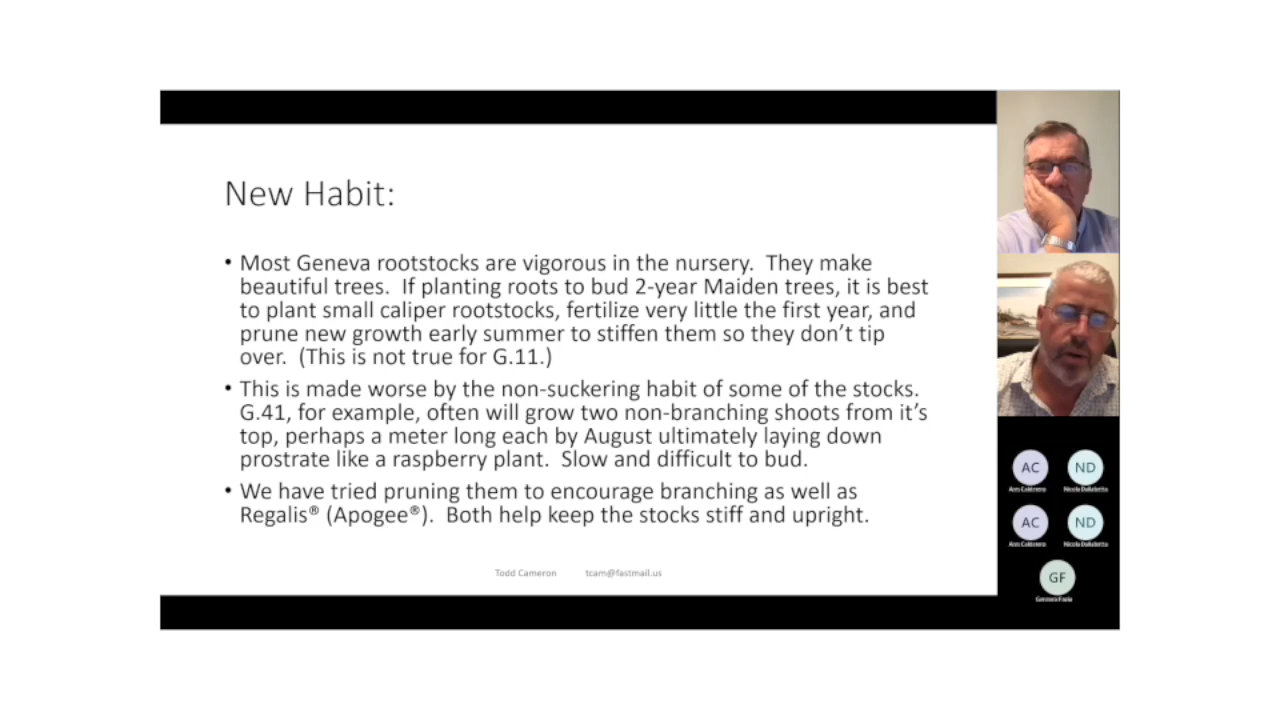 New Habit:
• Most Geneva rootstocks are vigorous in the nursery.  They make
beautiful trees.  If planting roots to bud 2-year Maiden trees, it is best
to plant small caliper rootstocks, fertilize very little the first year, and
prune new growth early summer to stiffen them so they don't tip
over.  (This is not true for G.11.)
• This is made worse by the non-suckering habit of some of the stocks.
G.41, for example, often will grow two non-branching shoots from it's
top, perhaps a meter long each by August ultimately laying down
prostrate like a raspberry plant.  Slow and difficult to bud.
• We have tried pruning them to encourage branching as well as
Regalis® (Apogee®).  Both help keep the stocks stiff and upright.
Todd Cameron tcam@fastmail.us
AC ND
AC ND
GF